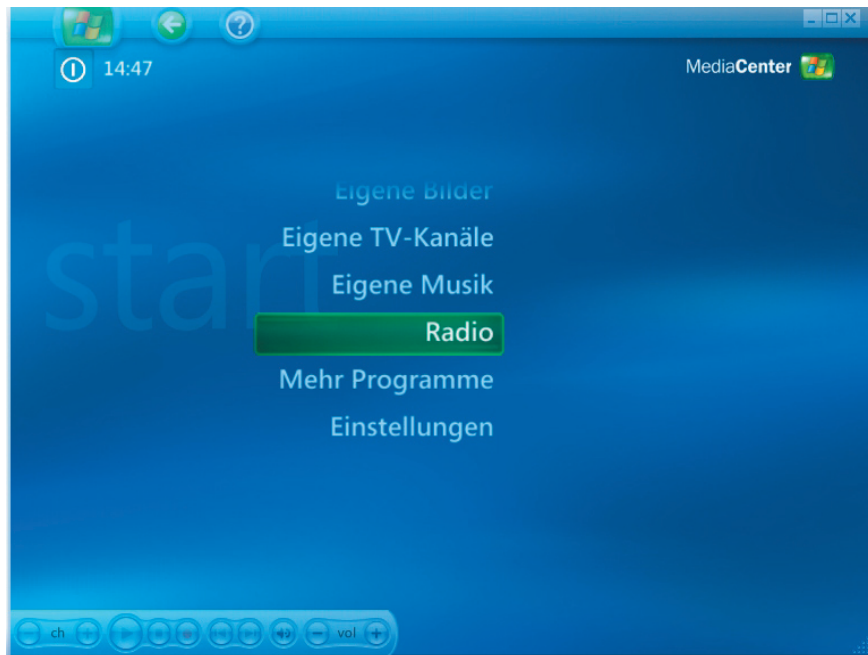 14:47
MediaCenter
start
Eigene Bilder
Eigene TV-Kanäle
Eigene Musik
Radio
Mehr Programme
Einstellungen
ch
vol